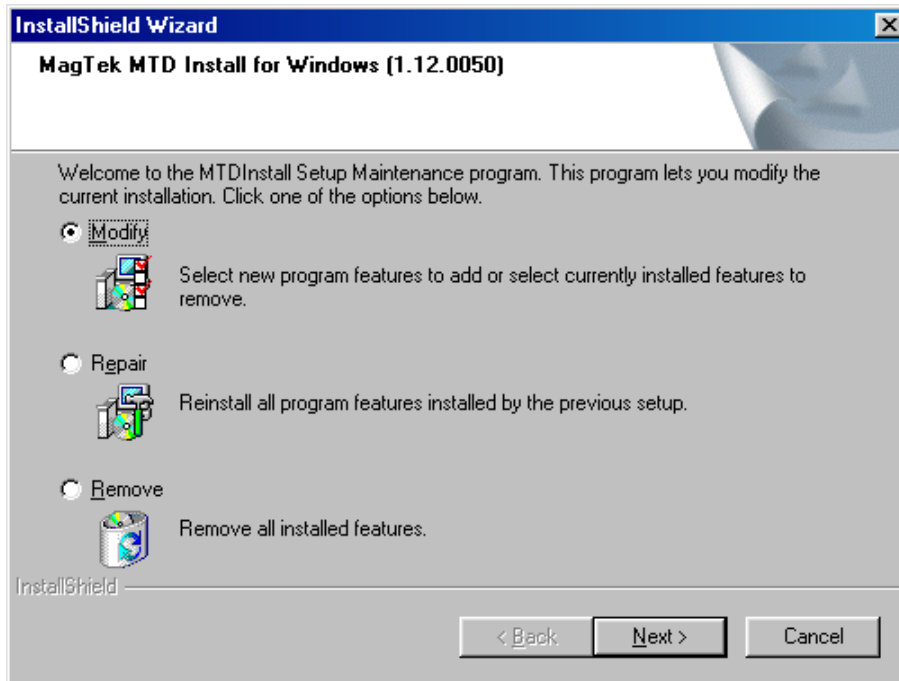 InstallShield Wizard
MagTek MTD Install for Windows (1.12.0050)
Welcome to the MTDInstall Setup Maintenance program. This program lets you modify the
current installation. Click one of the options below.
Modify
Select new program features to add or select currently installed features to
remove.
Repair
Reinstall all program features installed by the previous setup.
Remove
Remove all installed features.
InstallShield
< Back
Next >
Cancel